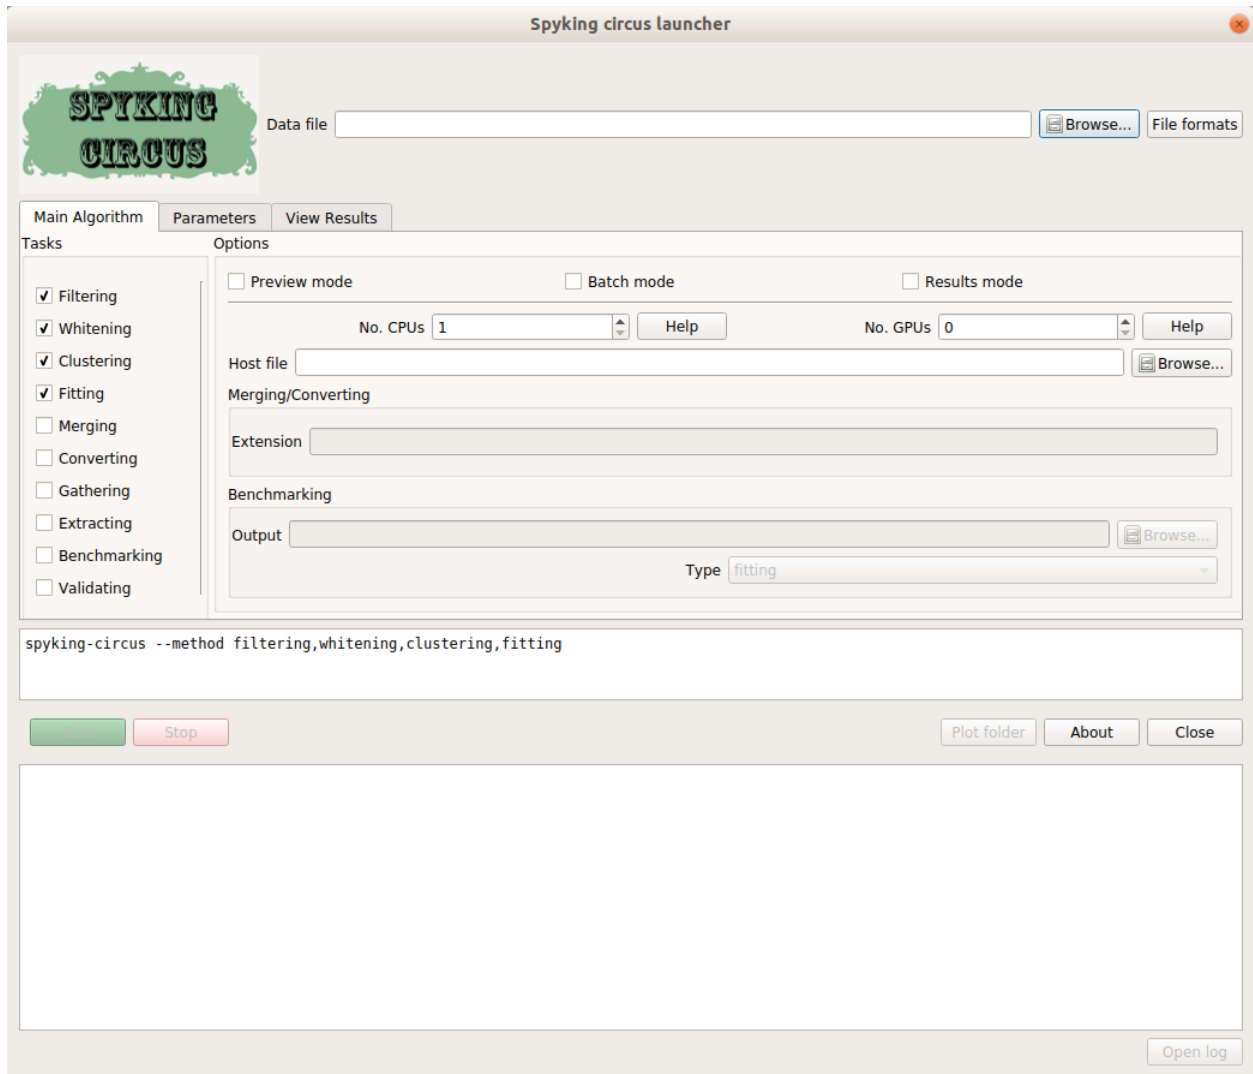 Spyking circus launcher
SPYKING
CIRCUS
Data file
Browse...
File formats
Main Algorithm
Parameters
View Results
Tasks
Options
Filtering
Whitening
Clustering
Fitting
Merging
Converting
Gathering
Extracting
Benchmarking
Validating
Preview mode
Batch mode
Results mode
No. CPUs 1
Help
No. GPUs 0
Help
Host file
Browse...
Merging/Converting
Extension
Benchmarking
Output
Browse...
Type fitting
spyking-circus --method filtering,whitening,clustering,fitting
Stop
Plot folder
About
Close
Open log